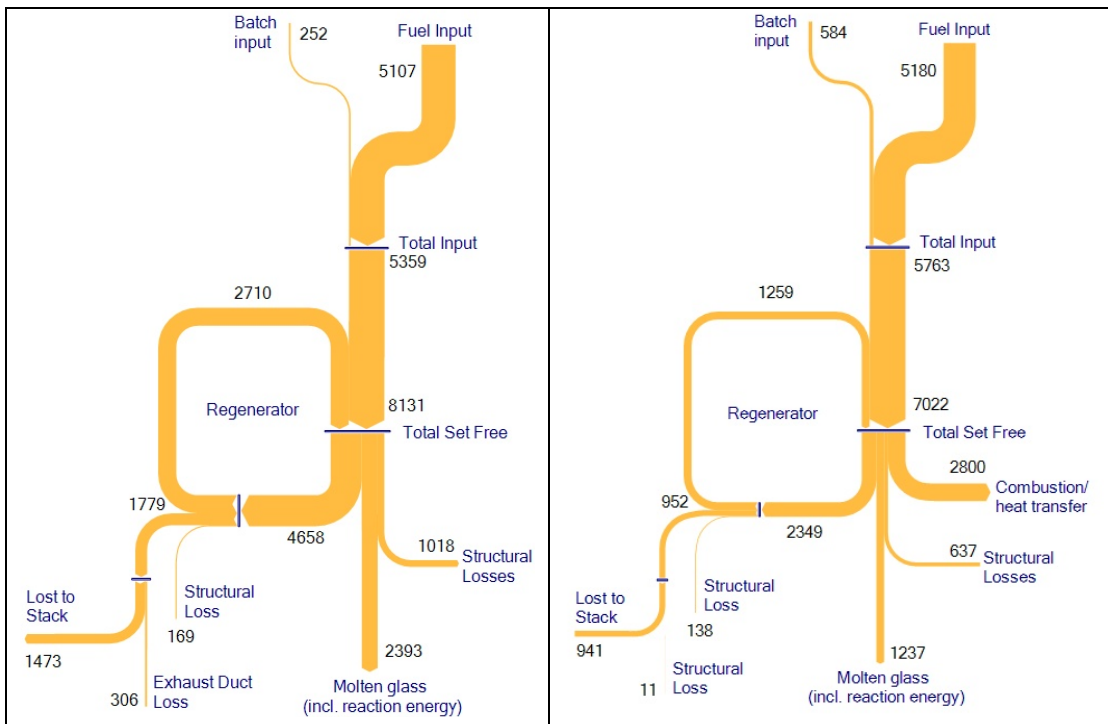 Batch
input
252
Fuel Input
5107
Total Input
5359
2710
Regenerator
8131
Total Set Free
1779
4658
1018
Structural
Losses
Structural
Loss
169
Lost to
Stack
1473
306
Exhaust Duct
Loss
2393
Molten glass
(incl. reaction energy)
Batch
input
584
Fuel Input
5180
Total Input
5763
1259
Regenerator
7022
Total Set Free
2800
Combustion/
heat transfer
952
2349
637
Structural
Losses
Structural
Loss
138
Lost to
Stack
941
11
Structural
Loss
1237
Molten glass
(incl. reaction energy)